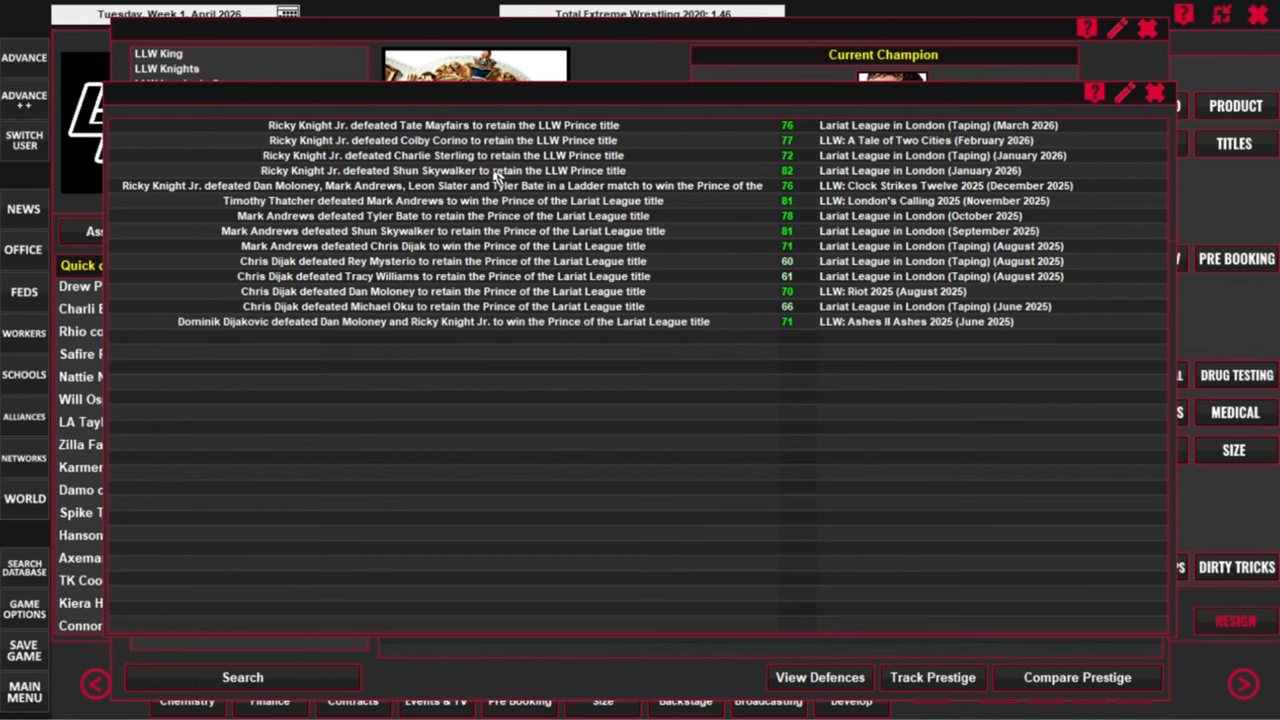 Tuesday, Week 1, April 2026
Total Extreme Wrestling 2020: 1.46
ADVANCE
ADVANCE
++
SWITCH
USER
NEWS
OFFICE
FEDS
WORKERS
SCHOOLS
ALLIANCES
NETWORKS
WORLD
SEARCH
DATABASE
GAME
OPTIONS
SAVE
GAME
MAIN
MENU
LLW King
LLW Knights
Current Champion
Quick
Drew
Charli
Rhio
Safire
Nattie
Will Os
LA Tay
Zilla Fa
Karmen
Damo
Spike T
Hanson
Axema
TK Coo
Kiera H
Connor
Ricky Knight Jr. defeated Tate Mayfairs to retain the LLW Prince title 76 Lariat League in London (Taping) (March 2026)
Ricky Knight Jr. defeated Colby Corino to retain the LLW Prince title 77 LLW: A Tale of Two Cities (February 2026)
Ricky Knight Jr. defeated Charlie Sterling to retain the LLW Prince title 72 Lariat League in London (Taping) (January 2026)
Ricky Knight Jr. defeated Shun Skywalker to retain the LLW Prince title 82 Lariat League in London (January 2026)
Ricky Knight Jr. defeated Dan Moloney, Mark Andrews, Leon Slater and Tyler Bate in a Ladder match to win the Prince of the 76 LLW: Clock Strikes Twelve 2025 (December 2025)
Timothy Thatcher defeated Mark Andrews to win the Prince of the Lariat League title 81 LLW: London's Calling 2025 (November 2025)
Mark Andrews defeated Tyler Bate to retain the Prince of the Lariat League title 78 Lariat League in London (October 2025)
Mark Andrews defeated Shun Skywalker to retain the Prince of the Lariat League title 81 Lariat League in London (September 2025)
Mark Andrews defeated Chris Dijak to win the Prince of the Lariat League title 71 Lariat League in London (Taping) (August 2025)
Chris Dijak defeated Rey Mysterio to retain the Prince of the Lariat League title 60 Lariat League in London (Taping) (August 2025)
Chris Dijak defeated Tracy Williams to retain the Prince of the Lariat League title 61 Lariat League in London (Taping) (August 2025)
Chris Dijak defeated Dan Moloney to retain the Prince of the Lariat League title 70 LLW: Riot 2025 (August 2025)
Chris Dijak defeated Michael Oku to retain the Prince of the Lariat League title 66 Lariat League in London (Taping) (June 2025)
Dominik Dijakovic defeated Dan Moloney and Ricky Knight Jr. to win the Prince of the Lariat League title 71 LLW: Ashes II Ashes 2025 (June 2025)
PRODUCT
TITLES
PRE BOOKING
DRUG TESTING
MEDICAL
SIZE
DIRTY TRICKS
RESIGN
Search
View Defences
Track Prestige
Compare Prestige
Chemistry
Finance
Contracts
Events & TV
Pre Booking
Size
Backstage
Broadcasting
Develop